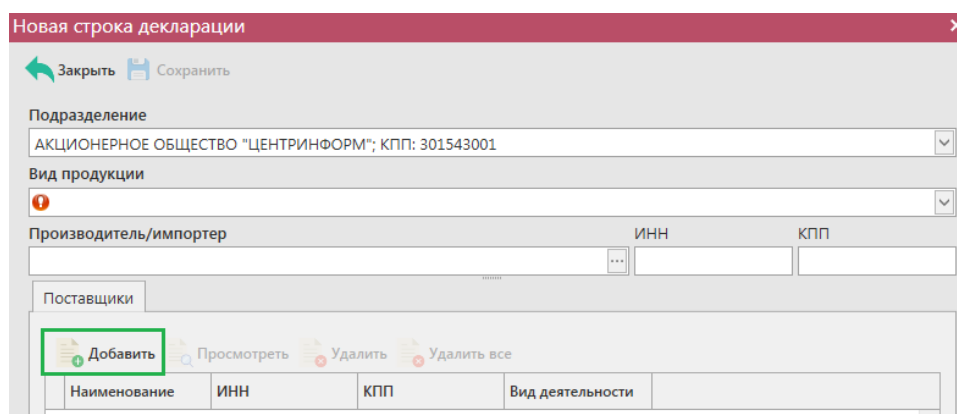 Новая строка декларации
Закрыть Сохранить
Подразделение
АКЦИОНЕРНОЕ ОБЩЕСТВО "ЦЕНТРИНФОРМ"; КПП: 301543001
Вид продукции
Производитель/импортер ИНН КПП
Поставщики
Добавить Просмотреть Удалить Удалить все
Наименование ИНН КПП Вид деятельности